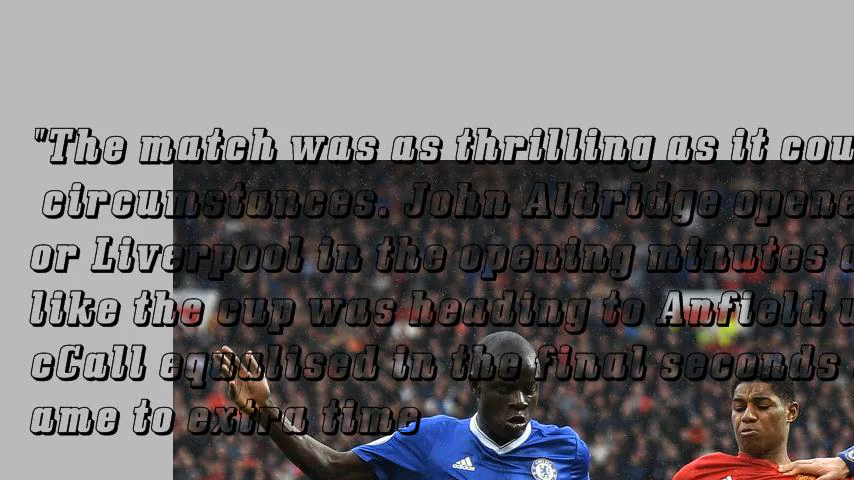 "The match was as thrilling as it cou
circumstances. John Aldridge opene
or Liverpool in the opening minutes
like the cup was heading to Anfield u
cCall equalised in the final seconds
ame to extra time
adidas